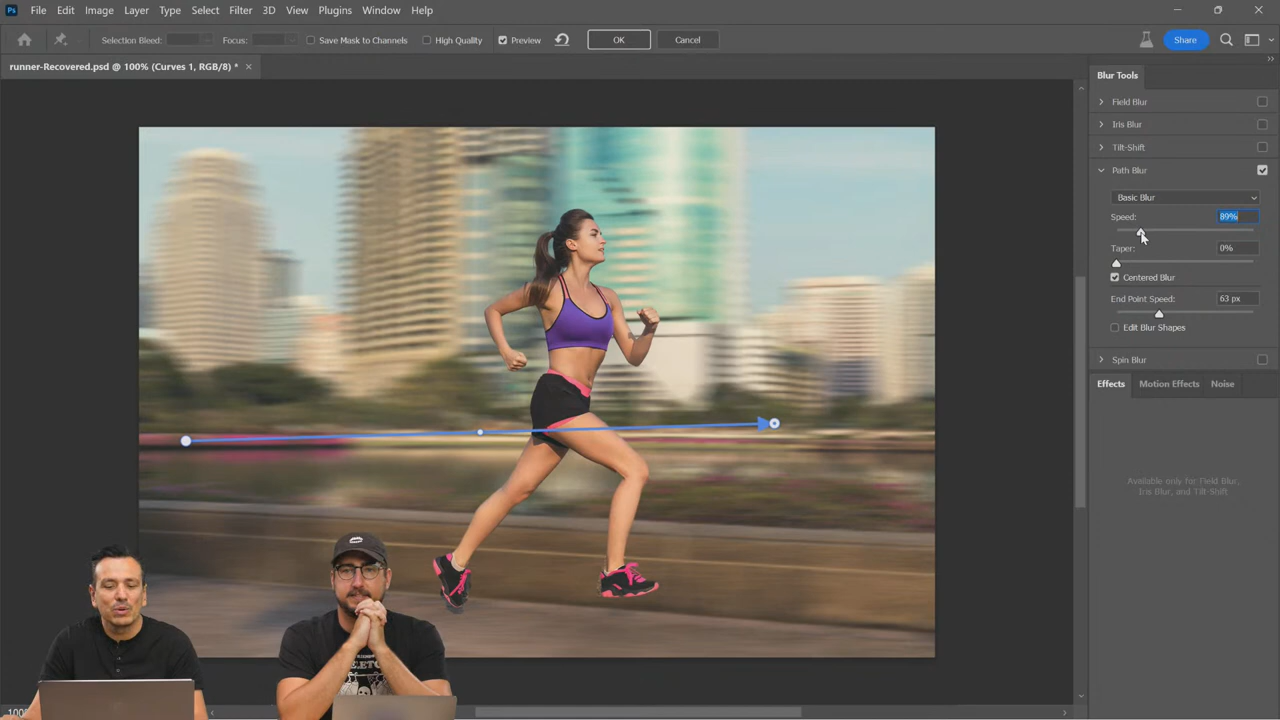 Ps File Edit Image Layer Type Select Filter 3D View Plugins Window Help
Selection Bleed: Focus: Save Mask to Channels High Quality Preview OK Cancel Share
runner-Recovered.psd @ 100% (Curves 1, RGB/8) *
Blur Tools
Field Blur
Iris Blur
Tilt-Shift
Path Blur
Basic Blur
Speed: 89%
Taper: 0%
Centered Blur
End Point Speed: 63 px
Edit Blur Shapes
Spin Blur
Effects Motion Effects Noise
Available only for Field Blur,
Iris Blur, and Tilt-Shift